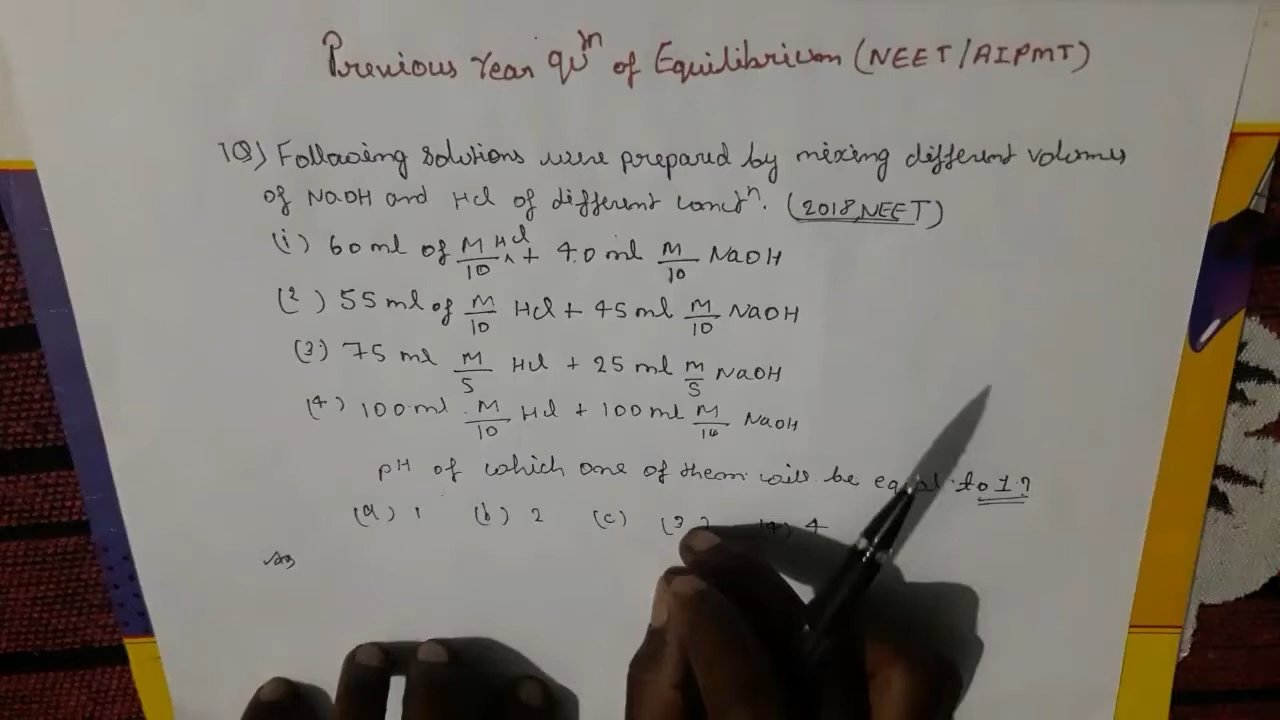 Previous Year quⁿ of Equilibrium (NEET/AIPMT)
1Q) Following solutions were prepared by mixing different volumes
of NaOH and Hcl of different concⁿ. (2018, NEET)
(i) 60 ml of M/10 Hcl + 40 ml M/10 NaOH
(2) 55 ml of M/10 Hcl + 45 ml M/10 NaOH
(3) 75 ml M/5 Hcl + 25 ml M/5 NaOH
(4) 100 ml M/10 Hcl + 100 ml M/10 NaOH
pH of which one of them will be equal to 1?
(a) 1 (b) 2 (c) (3) 4